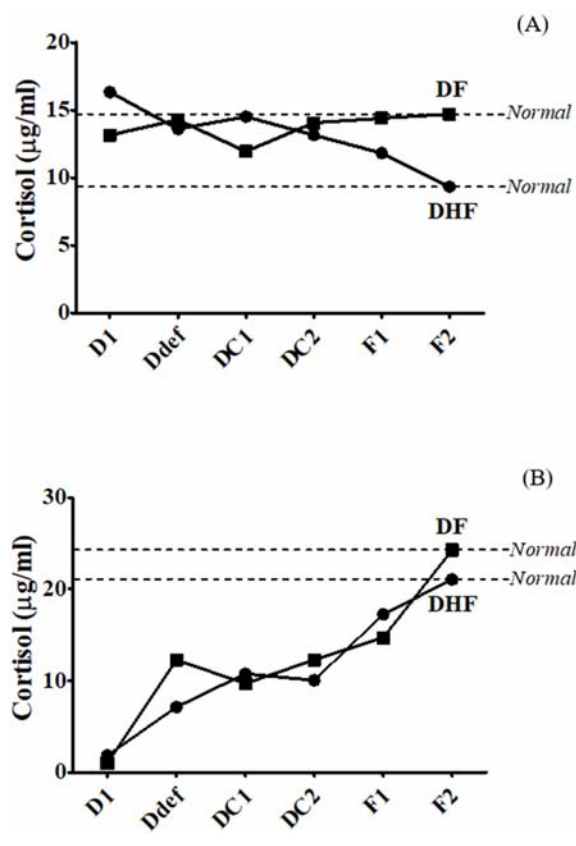 (A)
20
15
10
5
0
Cortisol (µg/ml)
DF
Normal
Normal
DHF
D1 Ddef DC1 DC2 F1 F2
(B)
30
20
10
0
Cortisol (µg/ml)
DF
Normal
Normal
DHF
D1 Ddef DC1 DC2 F1 F2